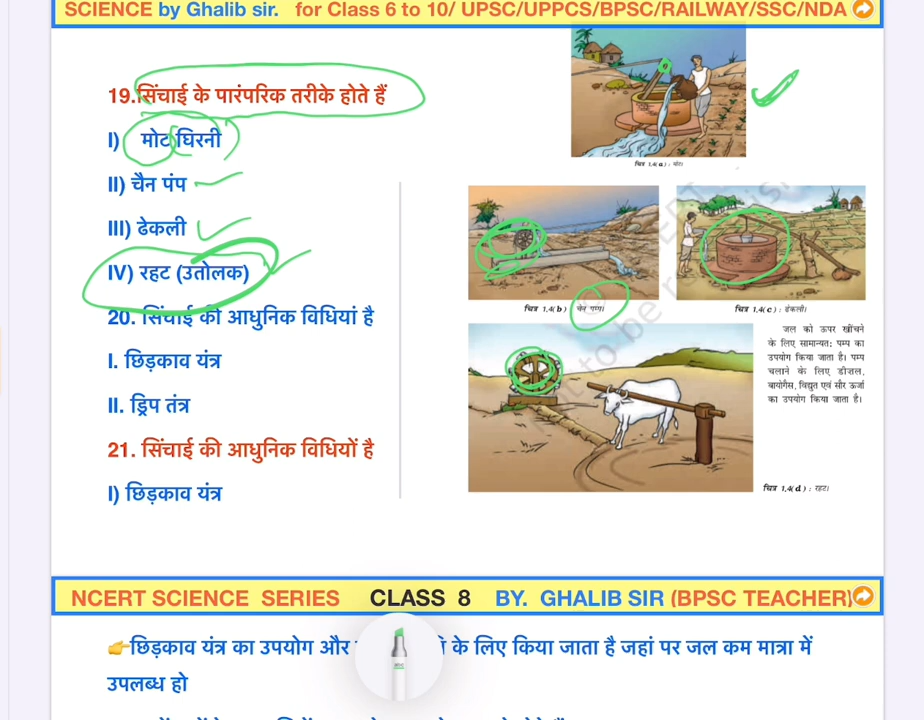 SCIENCE by Ghalib sir. for Class 6 to 10/ UPSC/UPPCS/BPSC/RAILWAY/SSC/NDA
19.सिंचाई के पारंपरिक तरीके होते हैं
I) मोट घिरनी
II) चैन पंप
III) ढेकली
IV) रहट (उतोलक)
20. सिंचाई की आधुनिक विधियां है
I. छिड़काव यंत्र
II. ड्रिप तंत्र
21. सिंचाई की आधुनिक विधियों है
I) छिड़काव यंत्र
चित्र 1.4(a) : मोट।
चित्र 1.4(b) : चेन पम्प।
चित्र 1.4(c) : ढेकली।
जल को ऊपर खींचने
के लिए सामान्यत: पम्प का
उपयोग किया जाता है। पम्प
चलाने के लिए डीजल,
बायोगैस, विद्युत एवं सौर ऊर्जा
का उपयोग किया जाता है।
चित्र 1.4(d) : रहट।
NCERT SCIENCE SERIES CLASS 8 BY. GHALIB SIR (BPSC TEACHER)
👉छिड़काव यंत्र का उपयोग और के लिए किया जाता है जहां पर जल कम मात्रा में
उपलब्ध हो